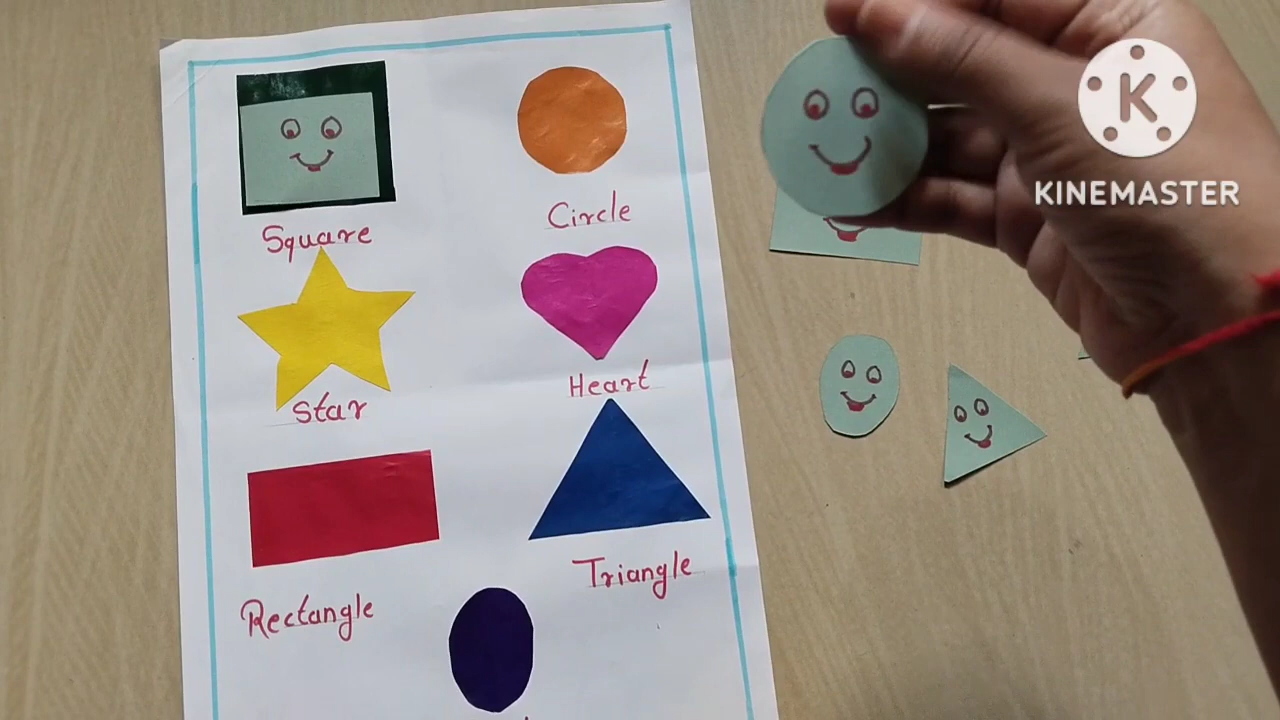 Square
Circle
Star
Heart
Rectangle
Triangle
K
KINEMASTER